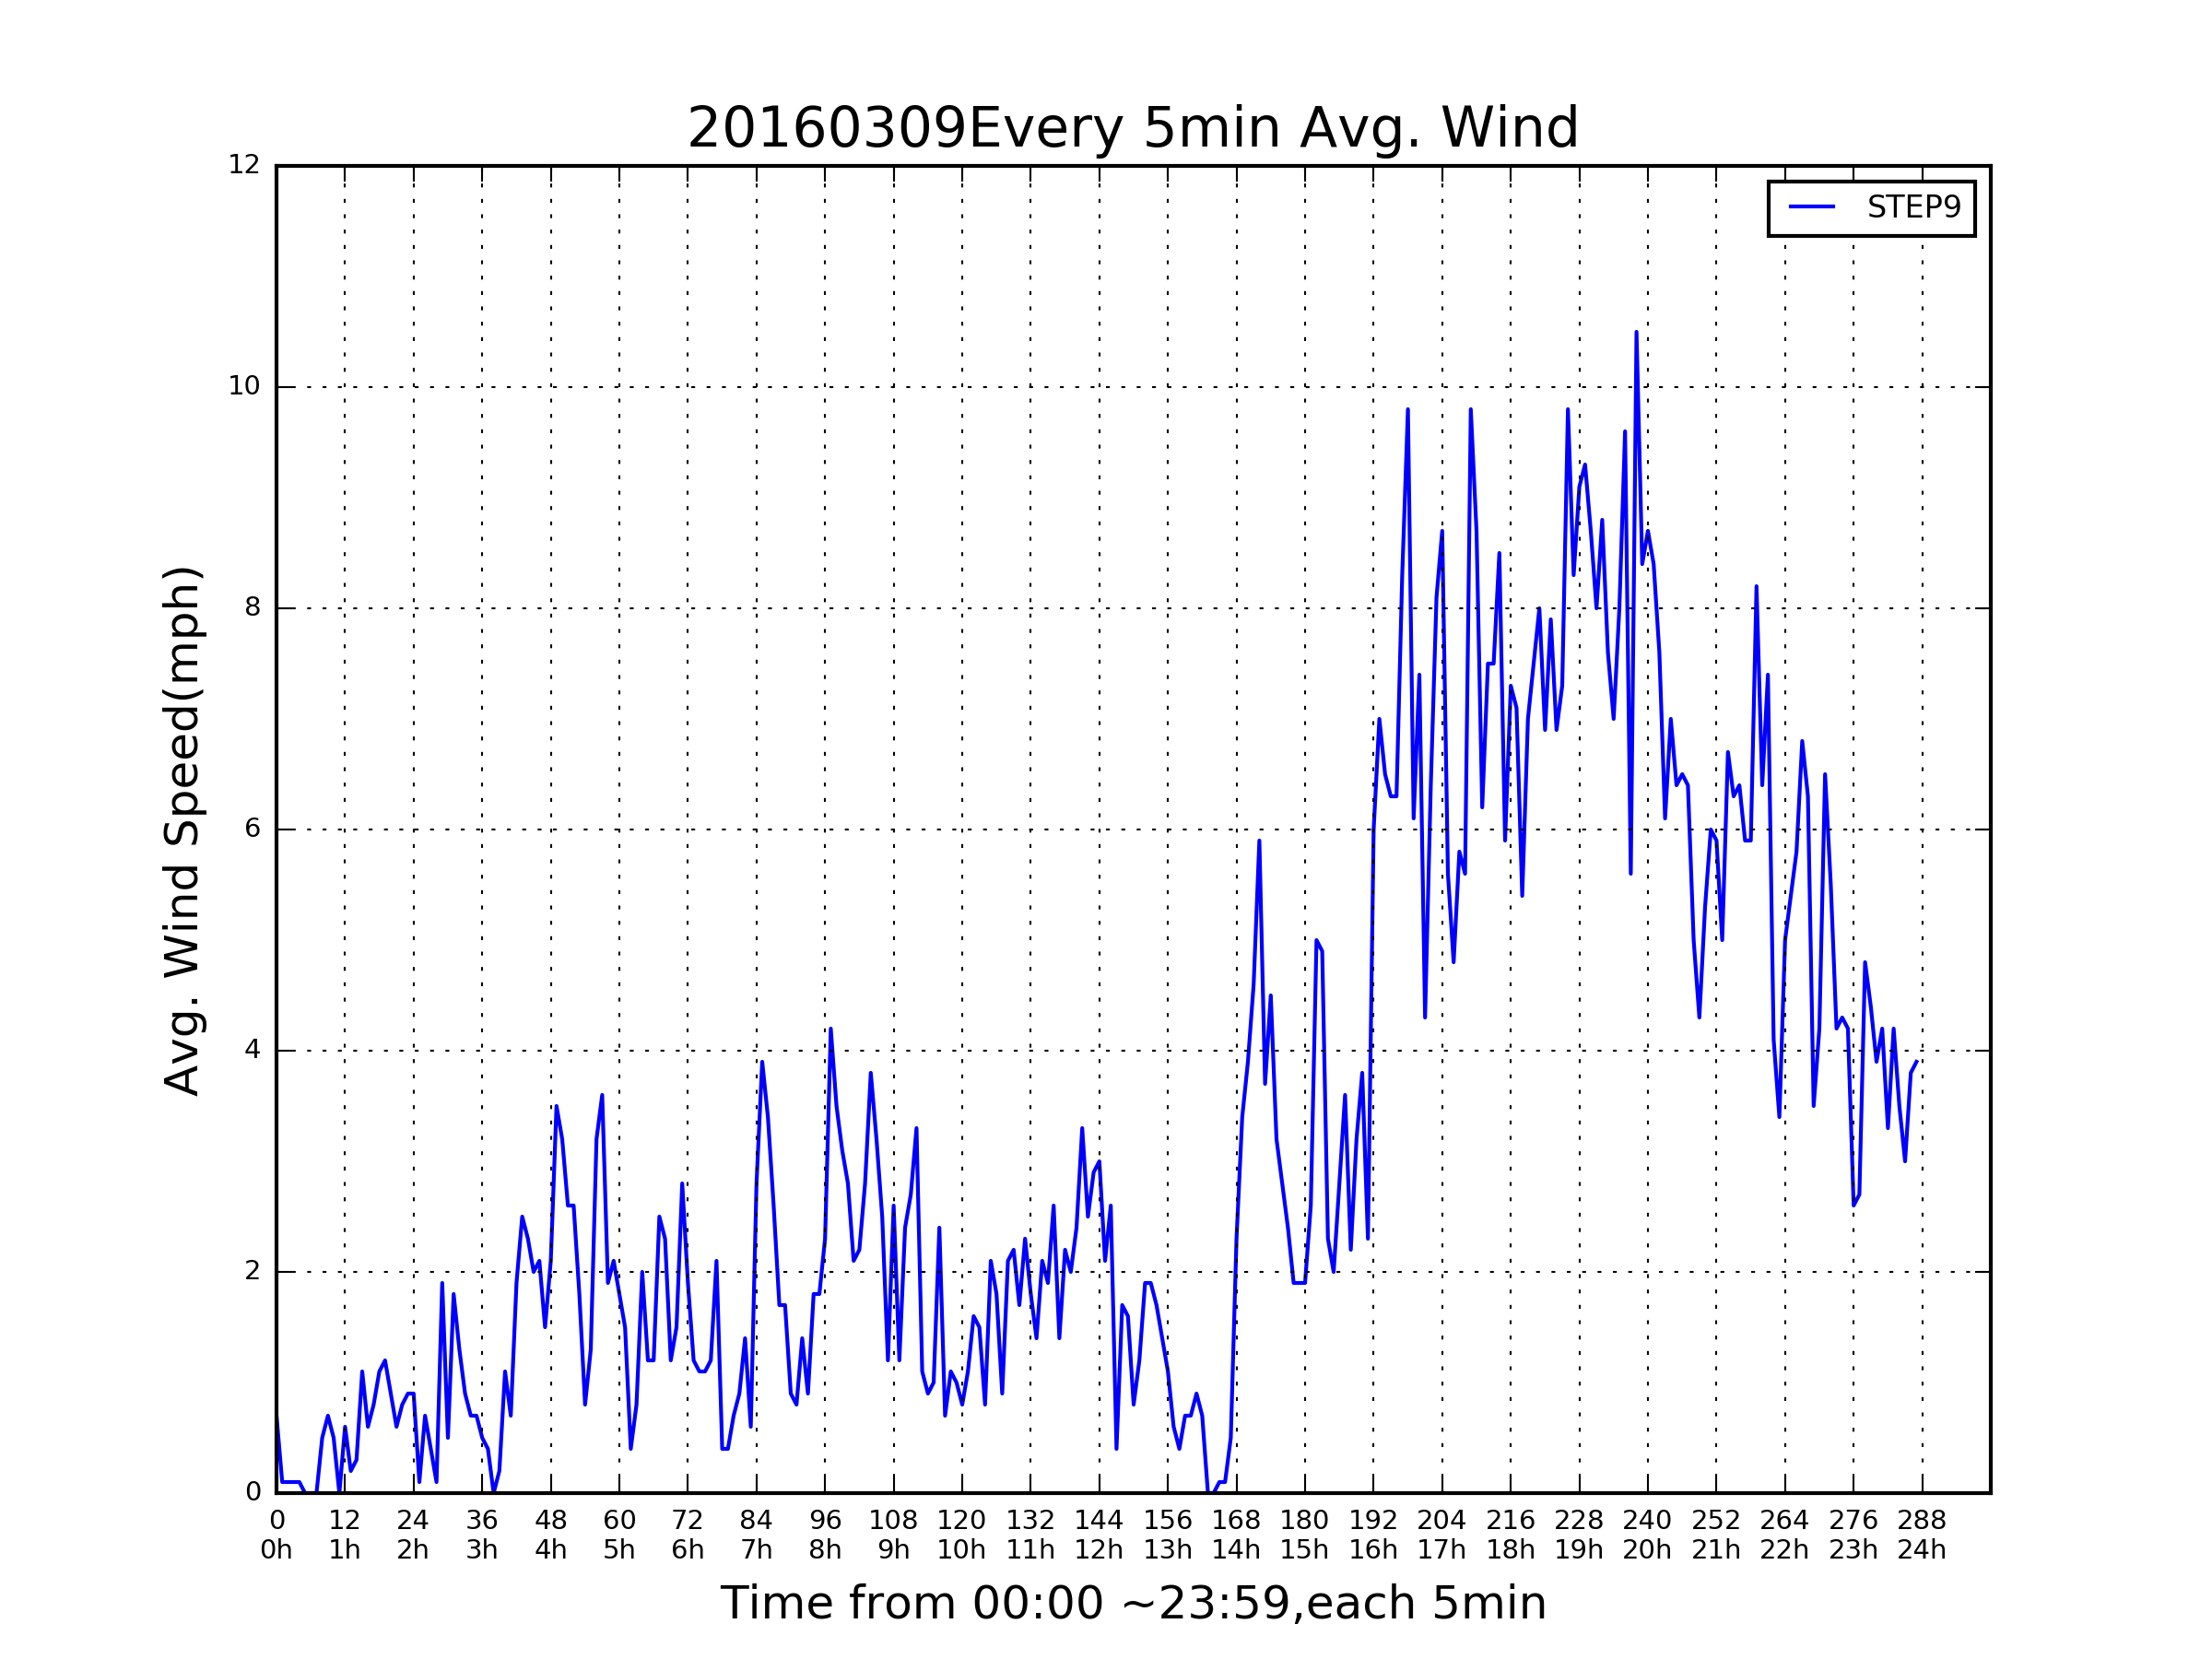 20160309Every 5min Avg. Wind
STEP9
Avg. Wind Speed(mph)
12
10
8
6
4
2
0
0 12 24 36 48 60 72 84 96 108 120 132 144 156 168 180 192 204 216 228 240 252 264 276 288
0h 1h 2h 3h 4h 5h 6h 7h 8h 9h 10h 11h 12h 13h 14h 15h 16h 17h 18h 19h 20h 21h 22h 23h 24h
Time from 00:00 ~23:59,each 5min